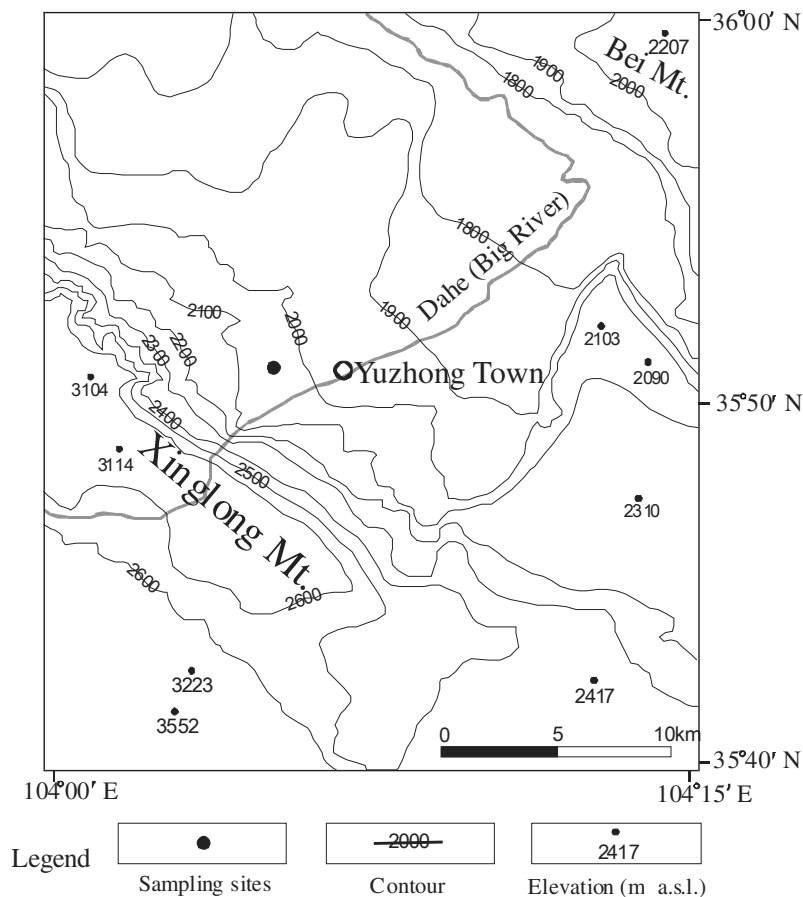 36°00′ N
Bei Mt.
2207
1900
1800
2000
1800
Dahe (Big River)
2100
2000
1900
2200
2300
2103
2090
Yuzhong Town
3104
35°50′ N
2400
3114
Xinglong Mt.
2500
2310
2600
2600
3223
3552
2417
0 5 10km
35°40′ N
104°00′ E
104°15′ E
Legend
2000
2417
Sampling sites
Contour
Elevation (m a.s.l.)